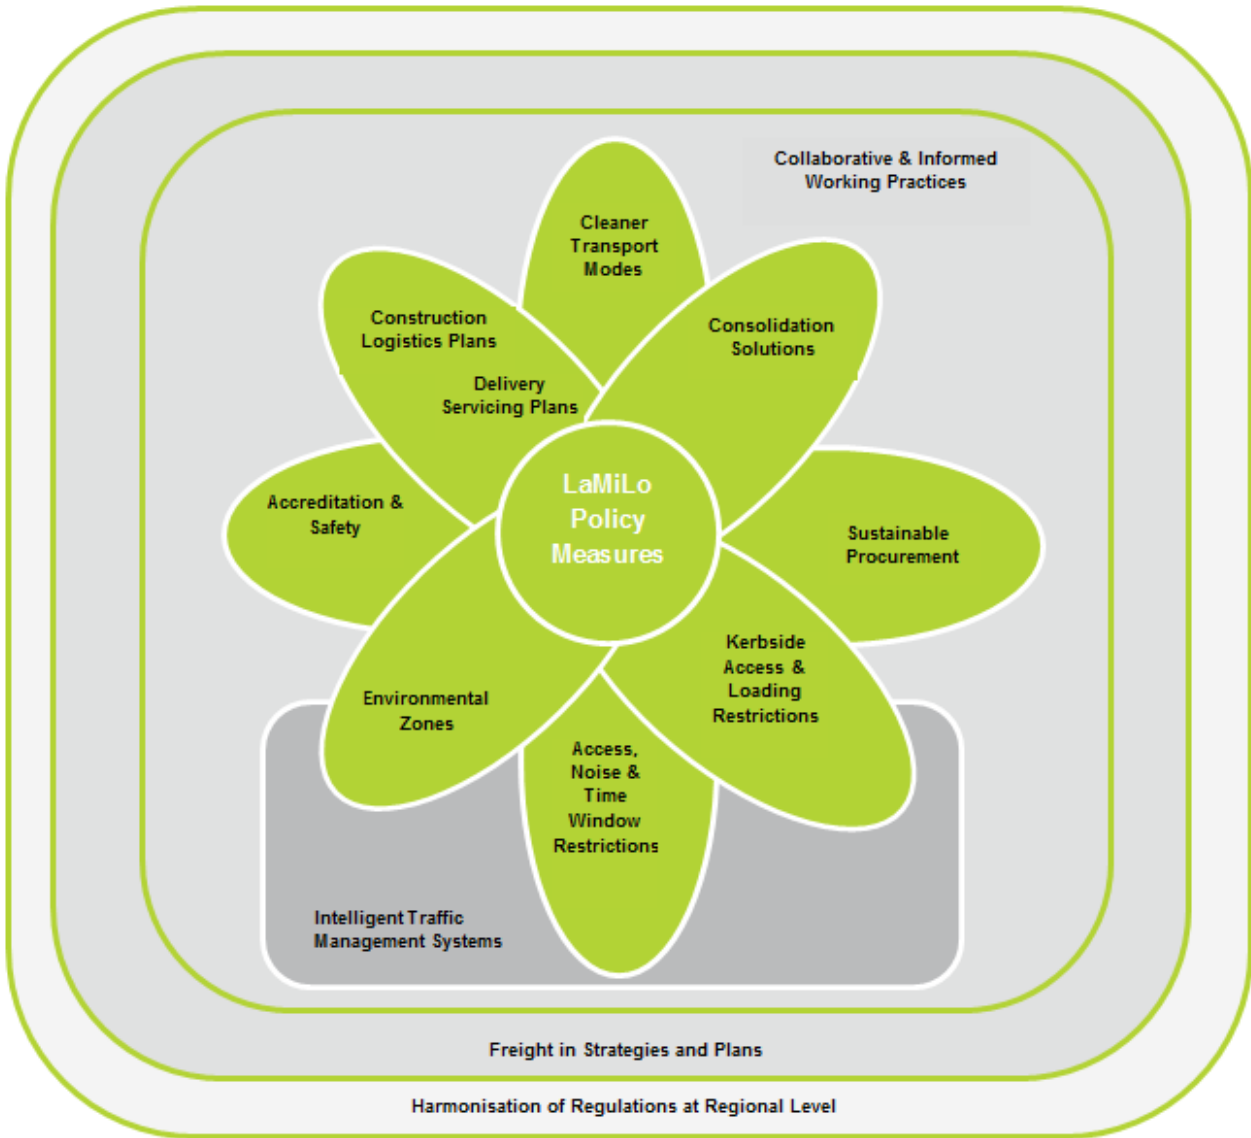 Collaborative & Informed
Working Practices
Cleaner
Transport
Modes
Construction
Logistics Plans
Consolidation
Solutions
Delivery
Servicing Plans
LaMiLo
Policy
Measures
Accreditation &
Safety
Sustainable
Procurement
Kerbside
Access &
Loading
Restrictions
Environmental
Zones
Access,
Noise &
Time
Window
Restrictions
Intelligent Traffic
Management Systems
Freight in Strategies and Plans
Harmonisation of Regulations at Regional Level